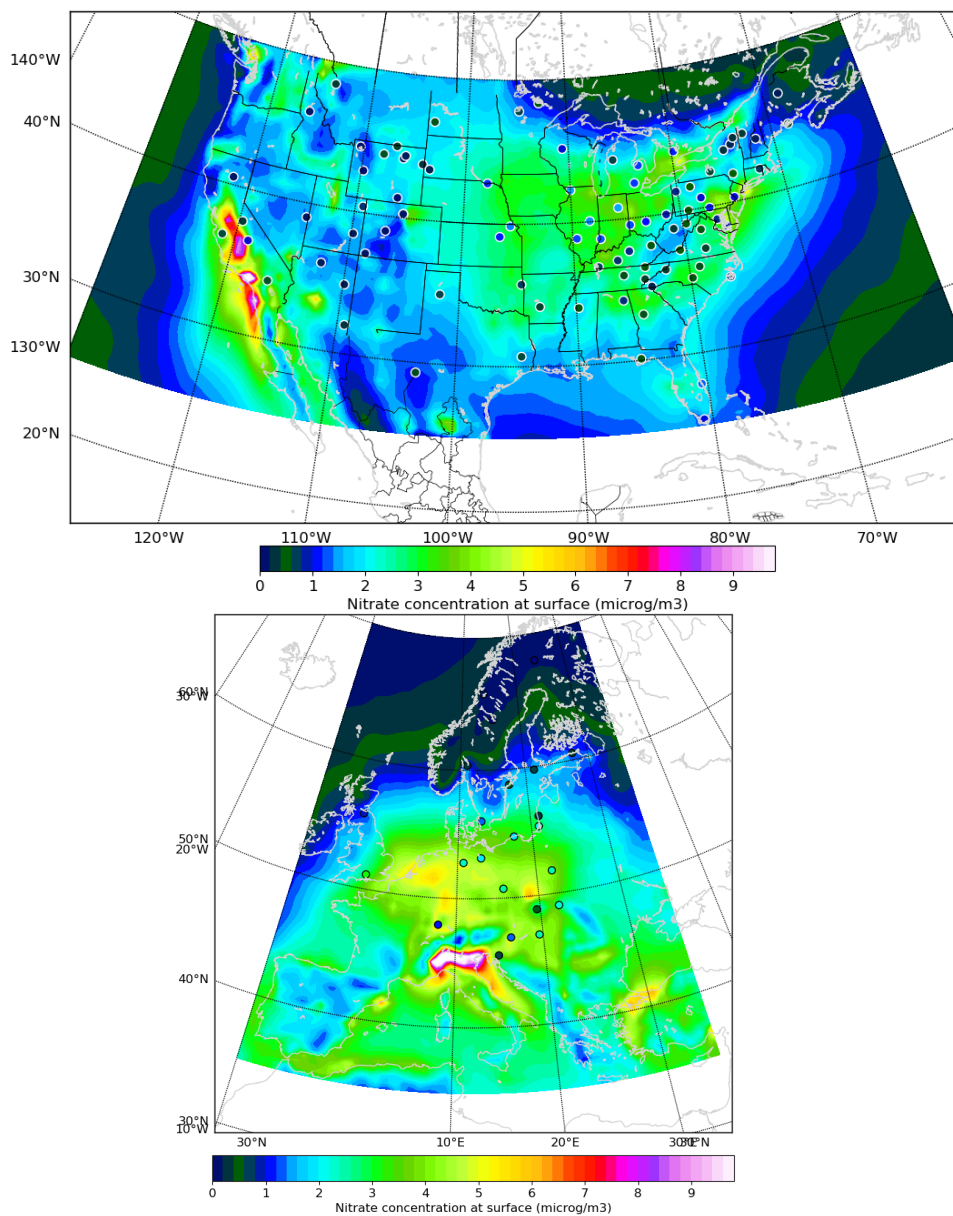 140°W
40°N
30°N
130°W
20°N
120°W 110°W 100°W 90°W 80°W 70°W
0 1 2 3 4 5 6 7 8 9
Nitrate concentration at surface (microg/m3)
60°N
30°W
50°N
20°W
40°N
30°N
10°W
30°N 10°E 20°E 30°E
0 1 2 3 4 5 6 7 8 9
Nitrate concentration at surface (microg/m3)